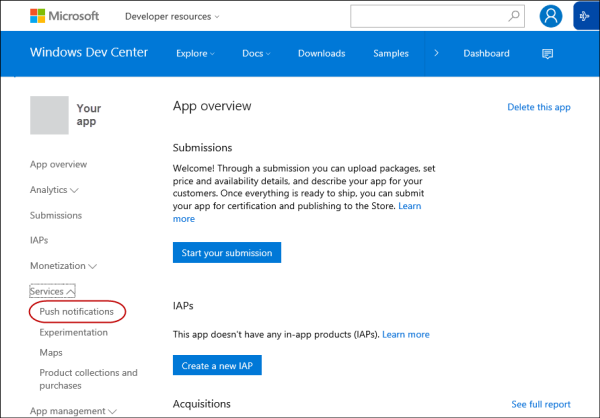 Microsoft
Developer resources
Windows Dev Center
Explore
Docs
Downloads
Samples
Dashboard
Your
app
App overview
Analytics
Submissions
IAPs
Monetization
Services
Push notifications
Experimentation
Maps
Product collections and
purchases
App management
App overview
Delete this app
Submissions
Welcome! Through a submission you can upload packages, set
price and availability details, and describe your app for your
customers. Once everything is ready to ship, you can submit
your app for certification and publishing to the Store. Learn
more
Start your submission
IAPs
This app doesn't have any in-app products (IAPs). Learn more
Create a new IAP
Acquisitions
See full report